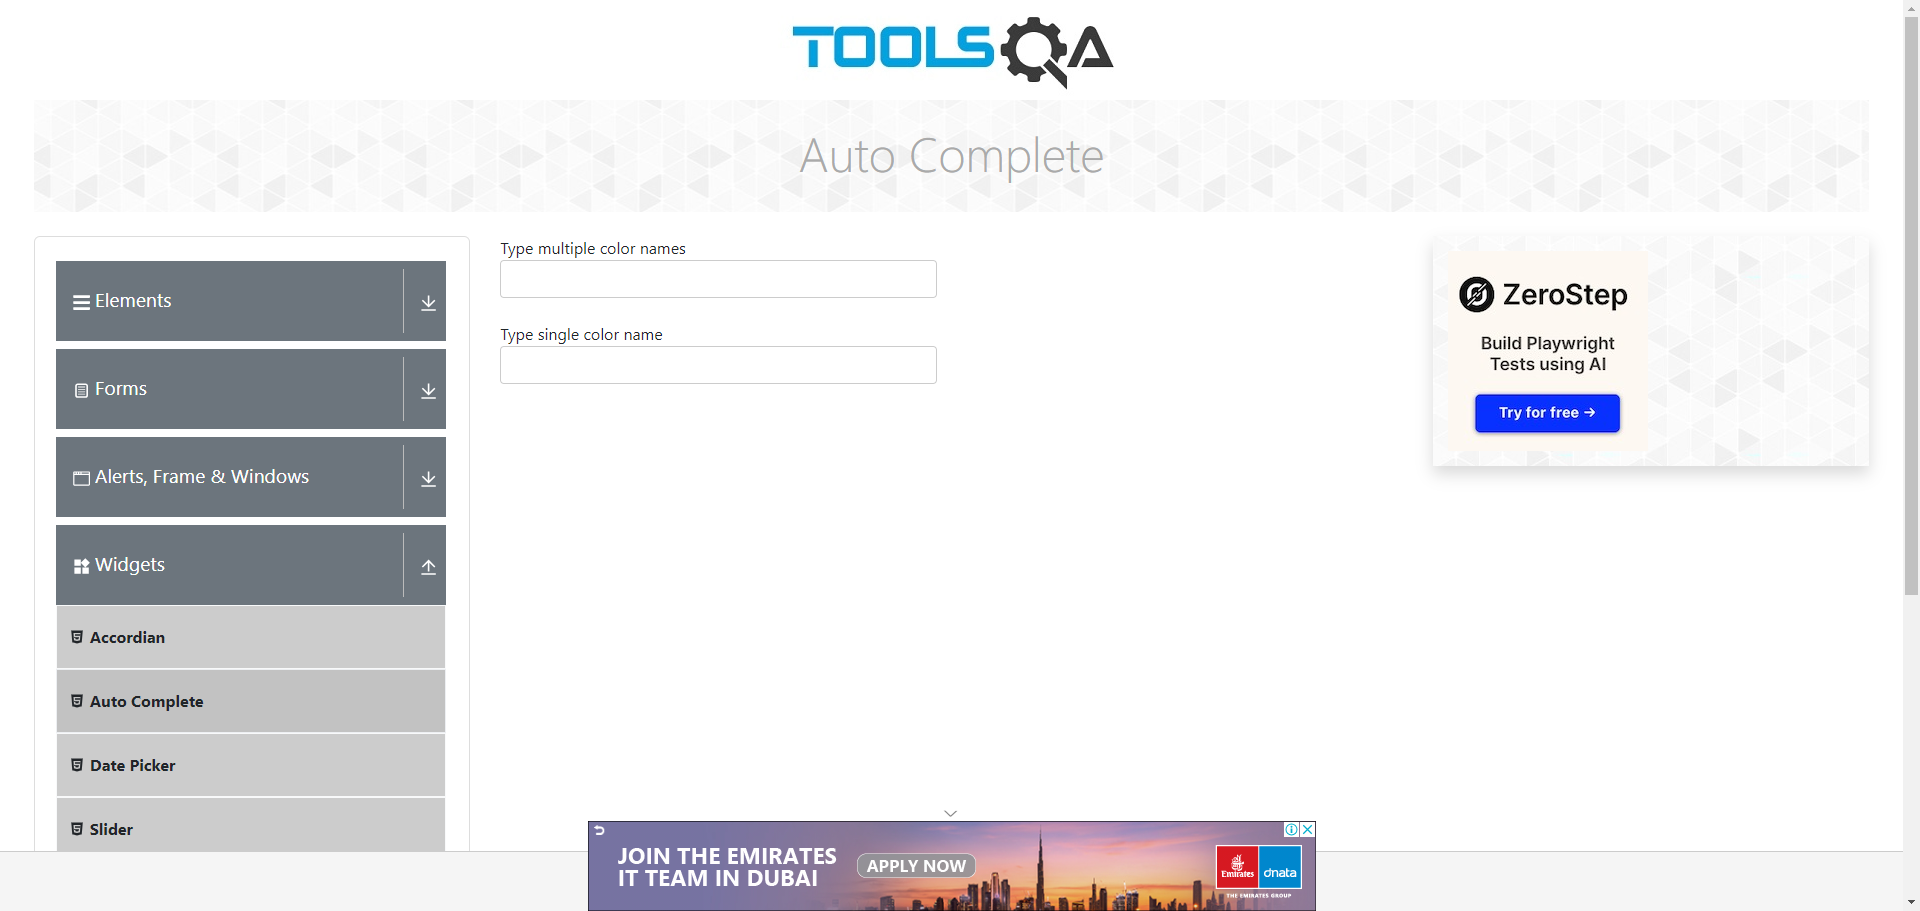 TOOLSQA
Auto Complete
Elements
Forms
Alerts, Frame & Windows
Widgets
Accordian
Auto Complete
Date Picker
Slider
Type multiple color names
Type single color name
ZeroStep
Build Playwright
Tests using AI
Try for free →
JOIN THE EMIRATES
IT TEAM IN DUBAI
APPLY NOW
Emirates
dnata
THE EMIRATES GROUP